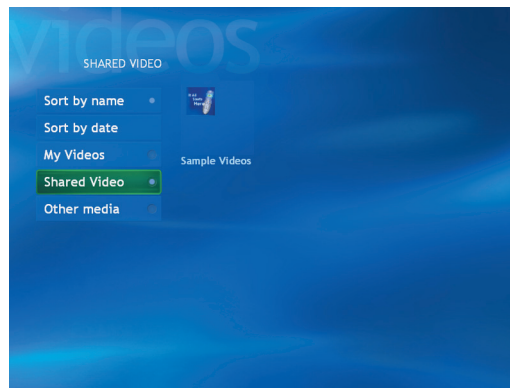 videos
SHARED VIDEO
Sort by name
Sort by date
My Videos
Shared Video
Other media
Sample Videos